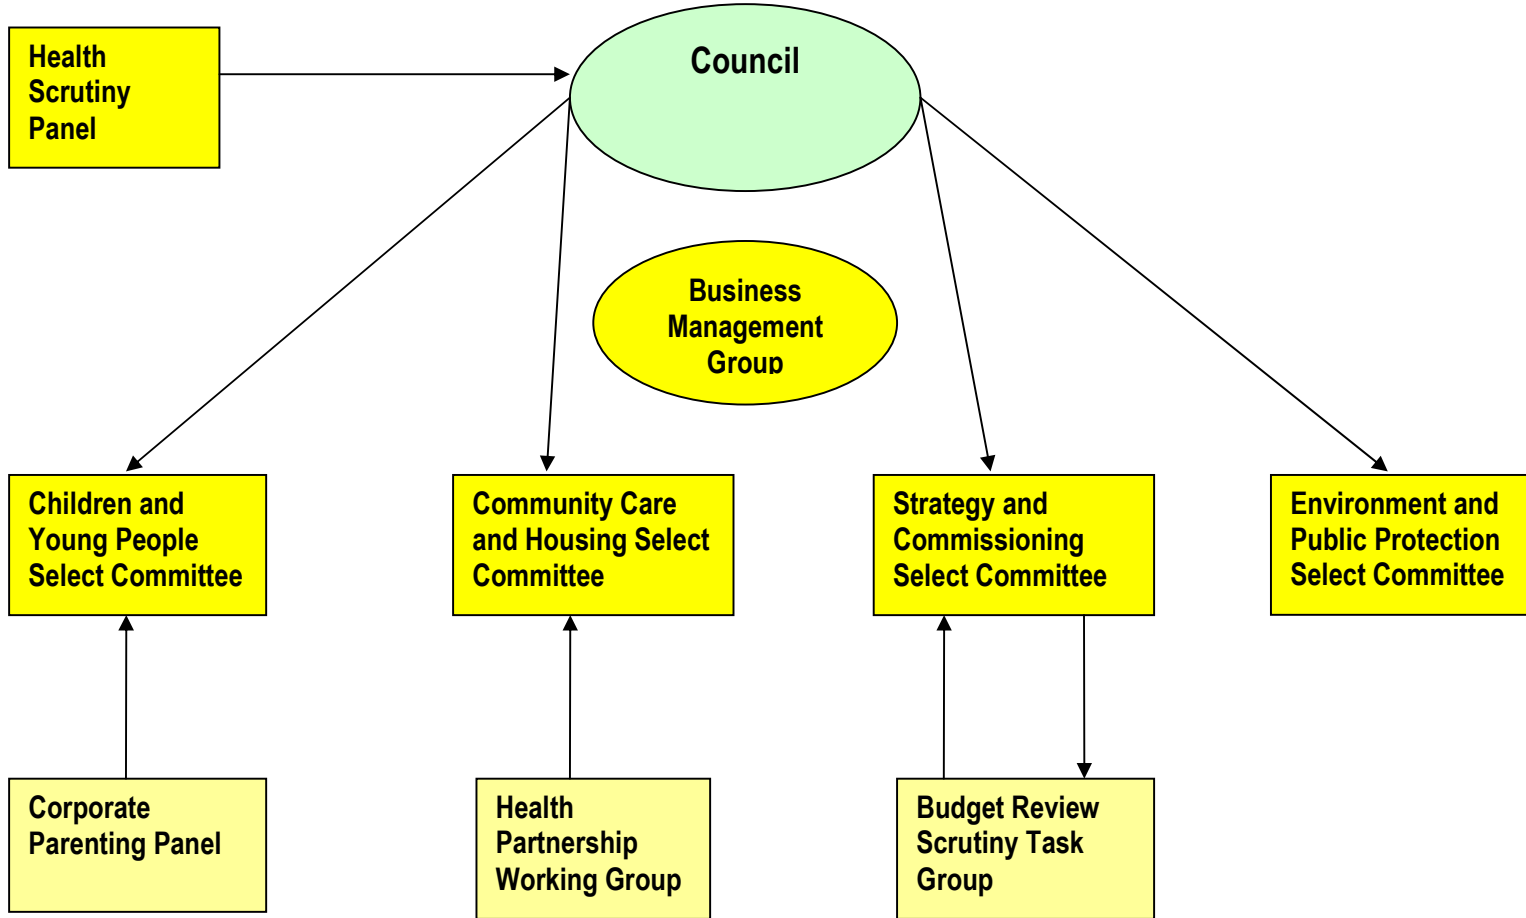 Health
Scrutiny
Panel
Council
Business
Management
Group
Children and
Young People
Select Committee
Community Care
and Housing Select
Committee
Strategy and
Commissioning
Select Committee
Environment and
Public Protection
Select Committee
Corporate
Parenting Panel
Health
Partnership
Working Group
Budget Review
Scrutiny Task
Group